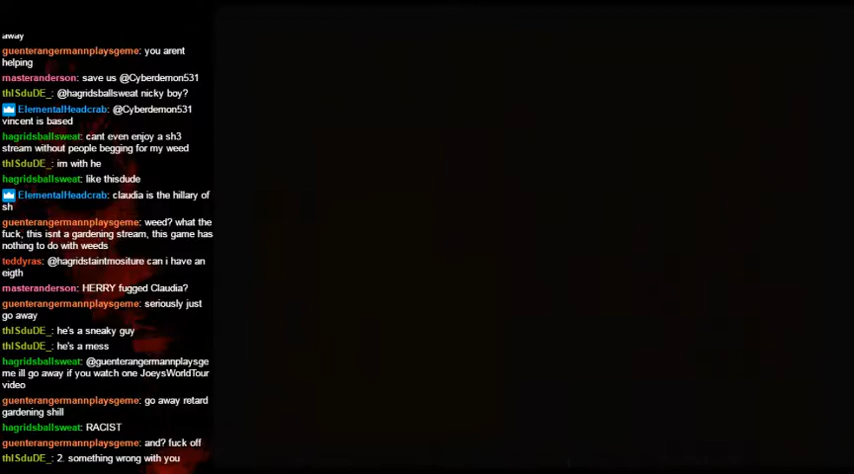 away
guenterangermannplaysgeme: you arent
helping
masteranderson: save us @Cyberdemon531
thISduDE_: @hagridsballsweat nicky boy?
ElementalHeadcrab: @Cyberdemon531
vincent is based
hagridsballsweat: cant even enjoy a sh3
stream without people begging for my weed
thISduDE_: im with he
hagridsballsweat: like thisdude
ElementalHeadcrab: claudia is the hillary of
sh
guenterangermannplaysgeme: weed? what the
fuck, this isnt a gardening stream, this game has
nothing to do with weeds
teddyras: @hagridstaintmositure can i have an
eigth
masteranderson: HERRY fugged Claudia?
guenterangermannplaysgeme: seriously just
go away
thISduDE_: he's a sneaky guy
thISduDE_: he's a mess
hagridsballsweat: @guenterangermannplaysge
me ill go away if you watch one JoeysWorldTour
video
guenterangermannplaysgeme: go away retard
gardening shill
hagridsballsweat: RACIST
guenterangermannplaysgeme: and? fuck off
thISduDE_: 2. something wrong with you